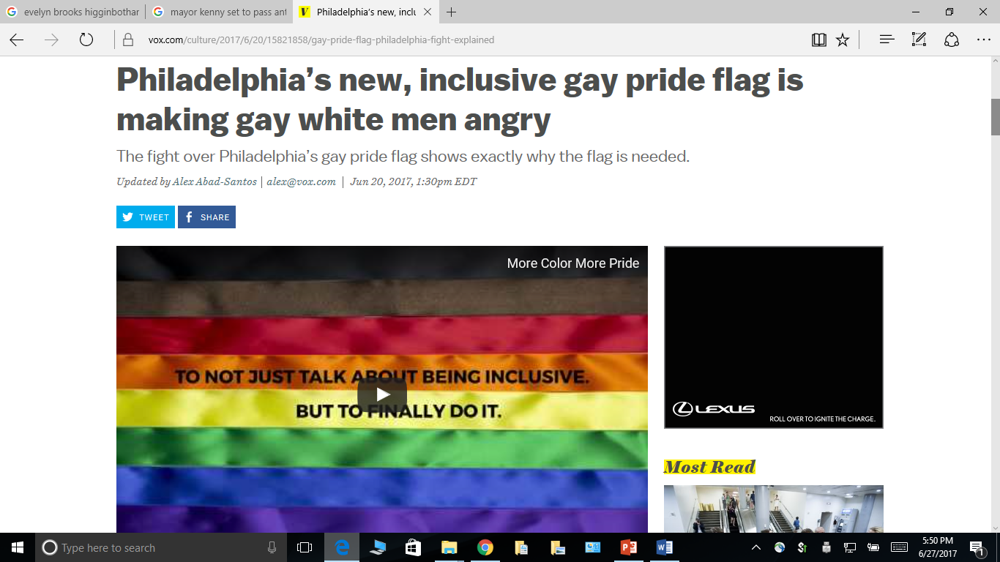 evelyn brooks higginbothar
mayor kenny set to pass ant
Philadelphia's new, inclu
vox.com/culture/2017/6/20/15821858/gay-pride-flag-philadelphia-fight-explained
Philadelphia's new, inclusive gay pride flag is
making gay white men angry
The fight over Philadelphia's gay pride flag shows exactly why the flag is needed.
Updated by Alex Abad-Santos | alex@vox.com | Jun 20, 2017, 1:30pm EDT
TWEET
SHARE
More Color More Pride
TO NOT JUST TALK ABOUT BEING INCLUSIVE.
BUT TO FINALLY DO IT.
LEXUS
ROLL OVER TO IGNITE THE CHARGE.
Most Read
Type here to search
5:50 PM
6/27/2017
1